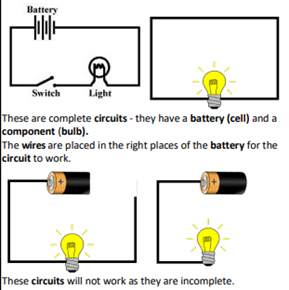 Battery
Switch Light
These are complete circuits - they have a battery (cell) and a
component (bulb).
The wires are placed in the right places of the battery for the
circuit to work.
+ +
These circuits will not work as they are incomplete.